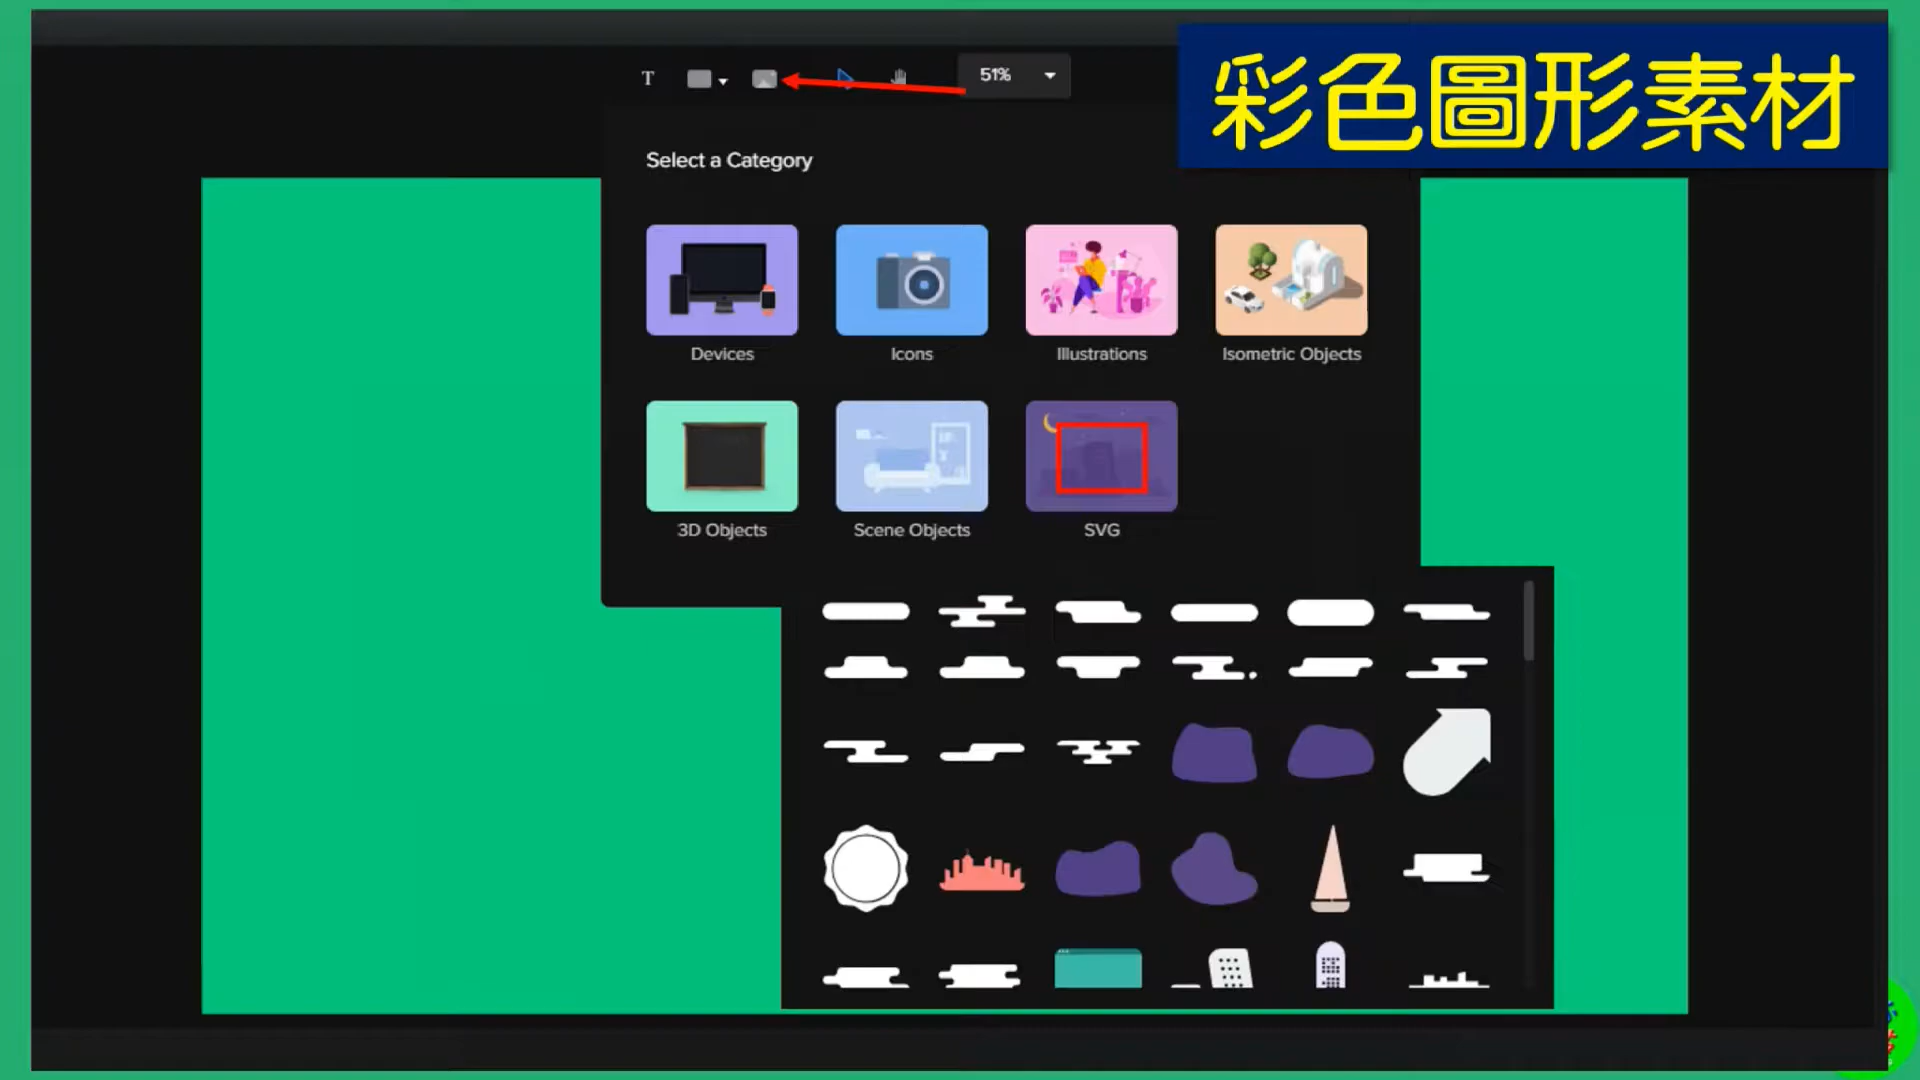 彩色圖形素材
T
51%
Select a Category
Devices
Icons
Illustrations
Isometric Objects
3D Objects
Scene Objects
SVG